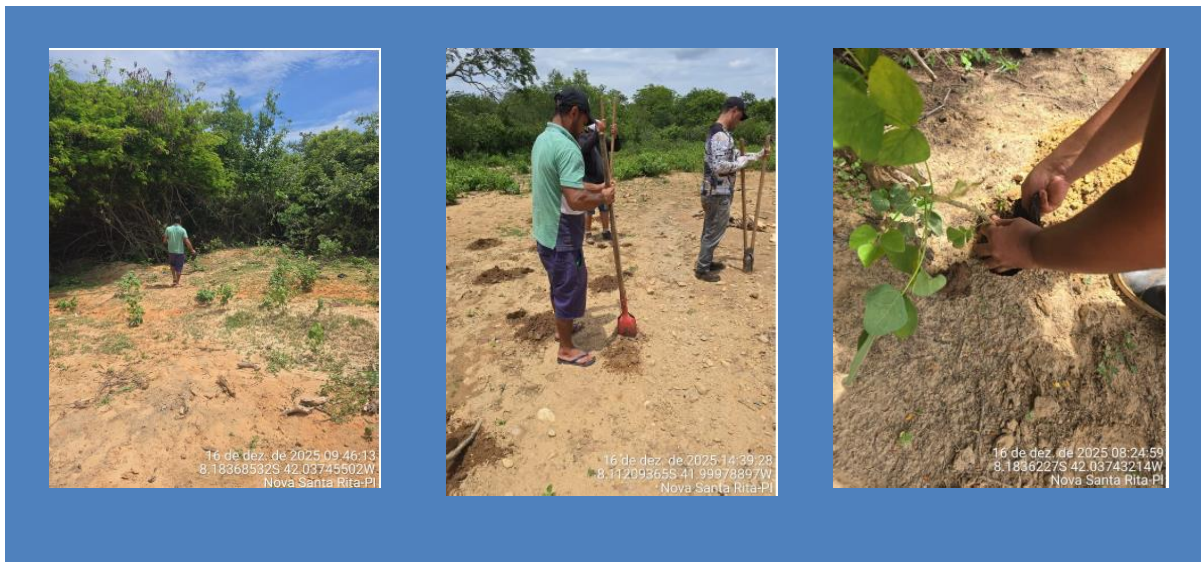 16 de dez. de 2025 09:46:13
8.18368532S 42.03745502W
Nova Santa Rita-PI
16 de dez. de 2025 14:39:28
8.11209365S 41.99978897W
Nova Santa Rita-PI
16 de dez. de 2025 08:24:59
8.1836227S 42.03743214W
Nova Santa Rita-PI